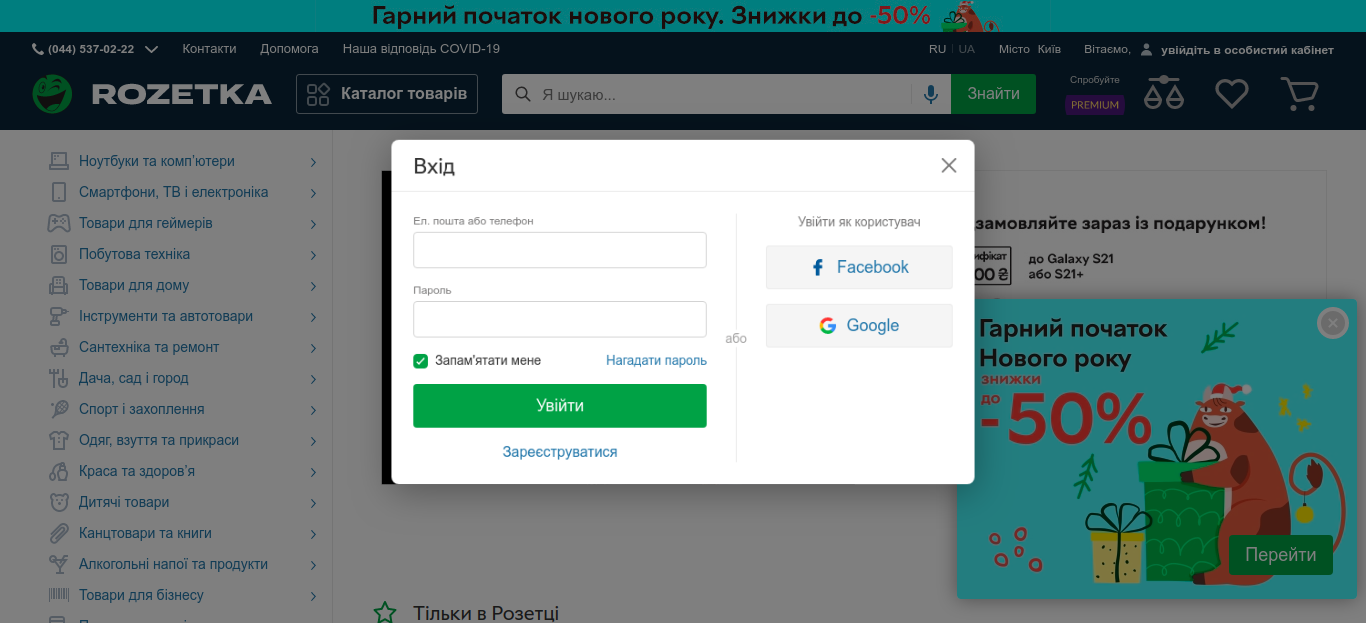 Гарний початок нового року. Знижки до -50%
(044) 537-02-22 Контакти Допомога Наша відповідь COVID-19 RU UA Місто Київ Вітаємо, увійдіть в особистий кабінет
ROZETKA Каталог товарів Я шукаю... Знайти Спробуйте PREMIUM
Вхід
Ел. пошта або телефон
Пароль
Запам'ятати мене Нагадати пароль
Увійти
Зареєструватися
або
Увійти як користувач
Facebook
Google
Ноутбуки та комп'ютери
Смартфони, ТВ і електроніка
Товари для геймерів
Побутова техніка
Товари для дому
Інструменти та автотовари
Сантехніка та ремонт
Дача, сад і город
Спорт і захоплення
Одяг, взуття та прикраси
Краса та здоров'я
Дитячі товари
Канцтовари та книги
Алкогольні напої та продукти
Товари для бізнесу
замовляйте зараз із подарунком!
до Galaxy S21
або S21+
Гарний початок
Нового року
знижки
до
-50%
Перейти
Тільки в Розетці